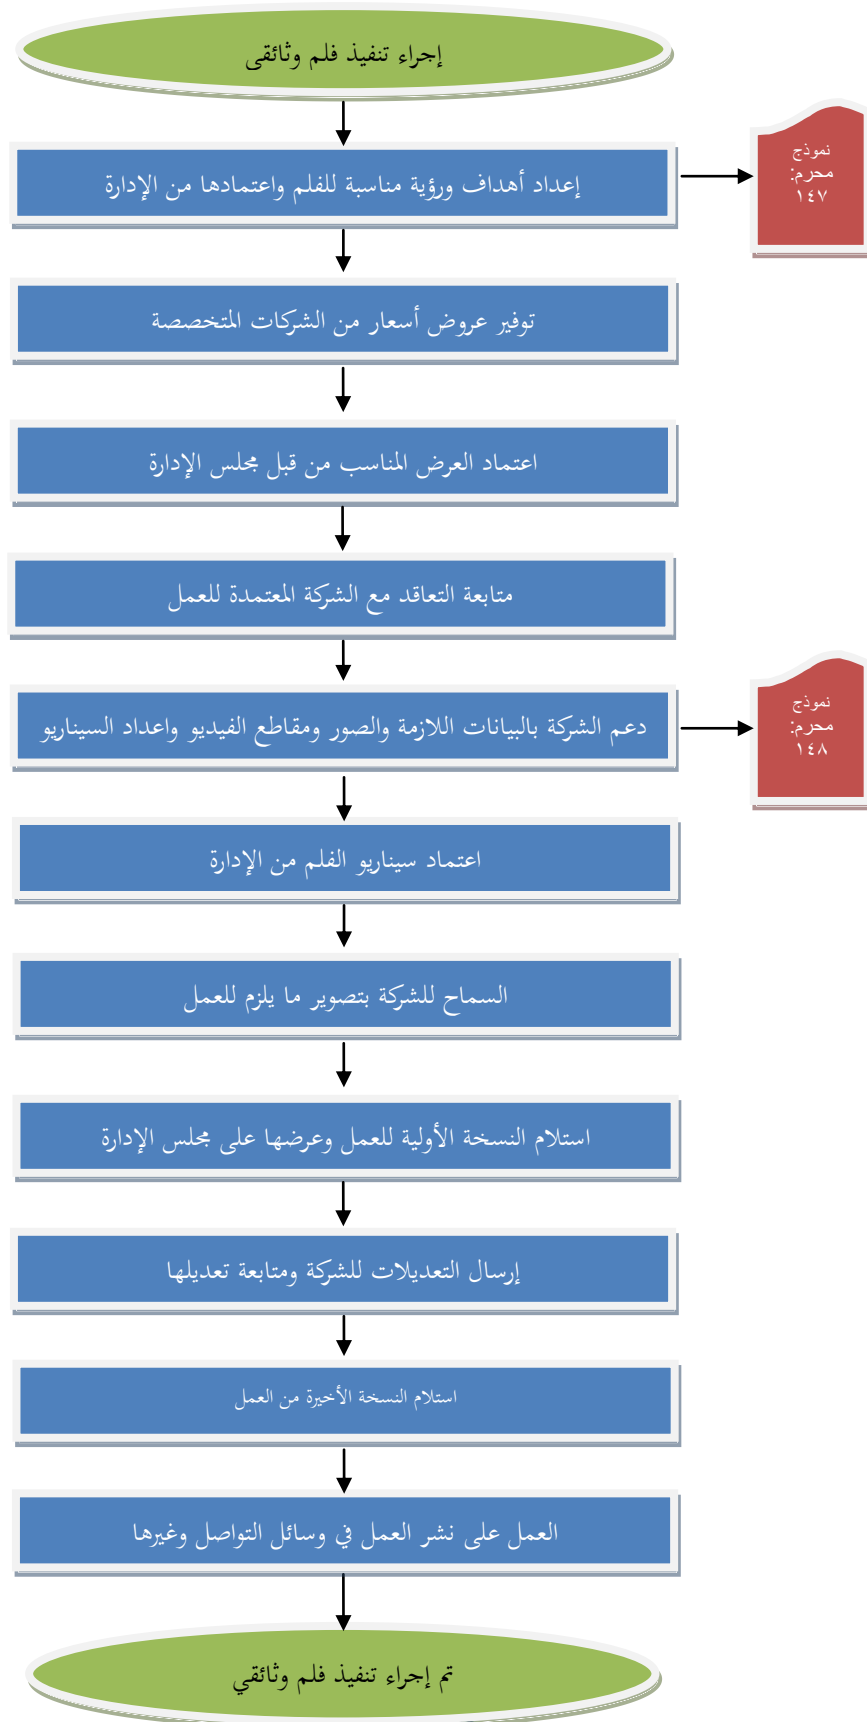 إجراء تنفيذ فلم وثائقى
إعداد أهداف ورؤية مناسبة للفلم واعتمادها من الإدارة
نموذج
محرم:
١٤٧
توفير عروض أسعار من الشركات المتخصصة
اعتماد العرض المناسب من قبل مجلس الإدارة
متابعة التعاقد مع الشركة المعتمدة للعمل
دعم الشركة بالبيانات اللازمة والصور ومقاطع الفيديو واعداد السيناريو
نموذج
محرم:
١٤٨
اعتماد سيناريو الفلم من الإدارة
السماح للشركة بتصوير ما يلزم للعمل
استلام النسخة الأولية للعمل وعرضها على مجلس الإدارة
إرسال التعديلات للشركة ومتابعة تعديلها
استلام النسخة الأخيرة من العمل
العمل على نشر العمل في وسائل التواصل وغيرها
تم إجراء تنفيذ فلم وثائقي